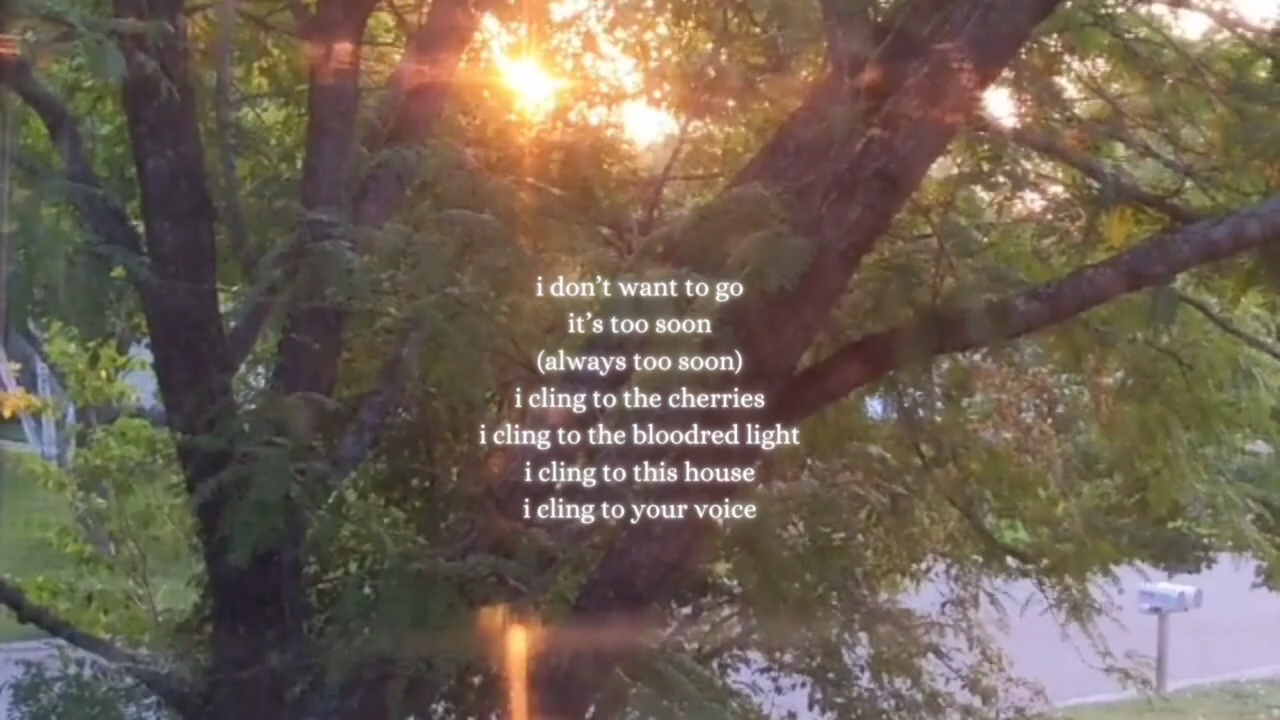 i don’t want to go
it’s too soon
(always too soon)
i cling to the cherries
i cling to the bloodred light
i cling to this house
i cling to your voice